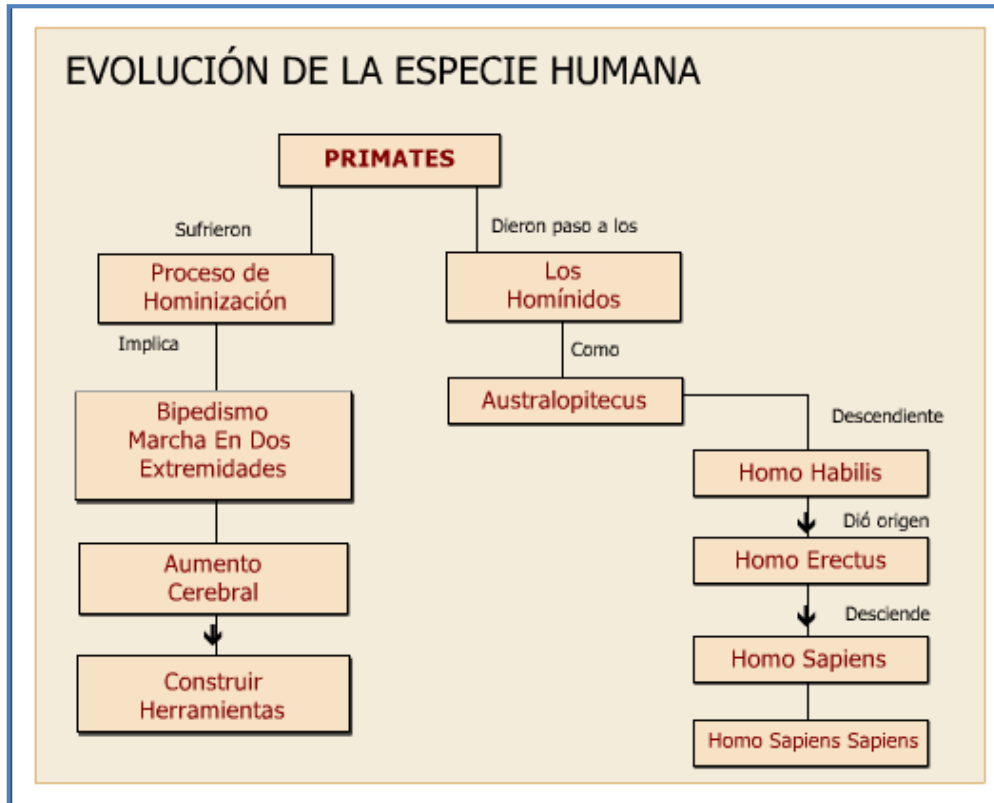 EVOLUCIÓN DE LA ESPECIE HUMANA
PRIMATES
Sufrieron
Proceso de
Hominización
Implica
Bipedismo
Marcha En Dos
Extremidades
Aumento
Cerebral
Construir
Herramientas
Dieron paso a los
Los
Homínidos
Como
Australopitecus
Descendiente
Homo Habilis
Dió origen
Homo Erectus
Desciende
Homo Sapiens
Homo Sapiens Sapiens